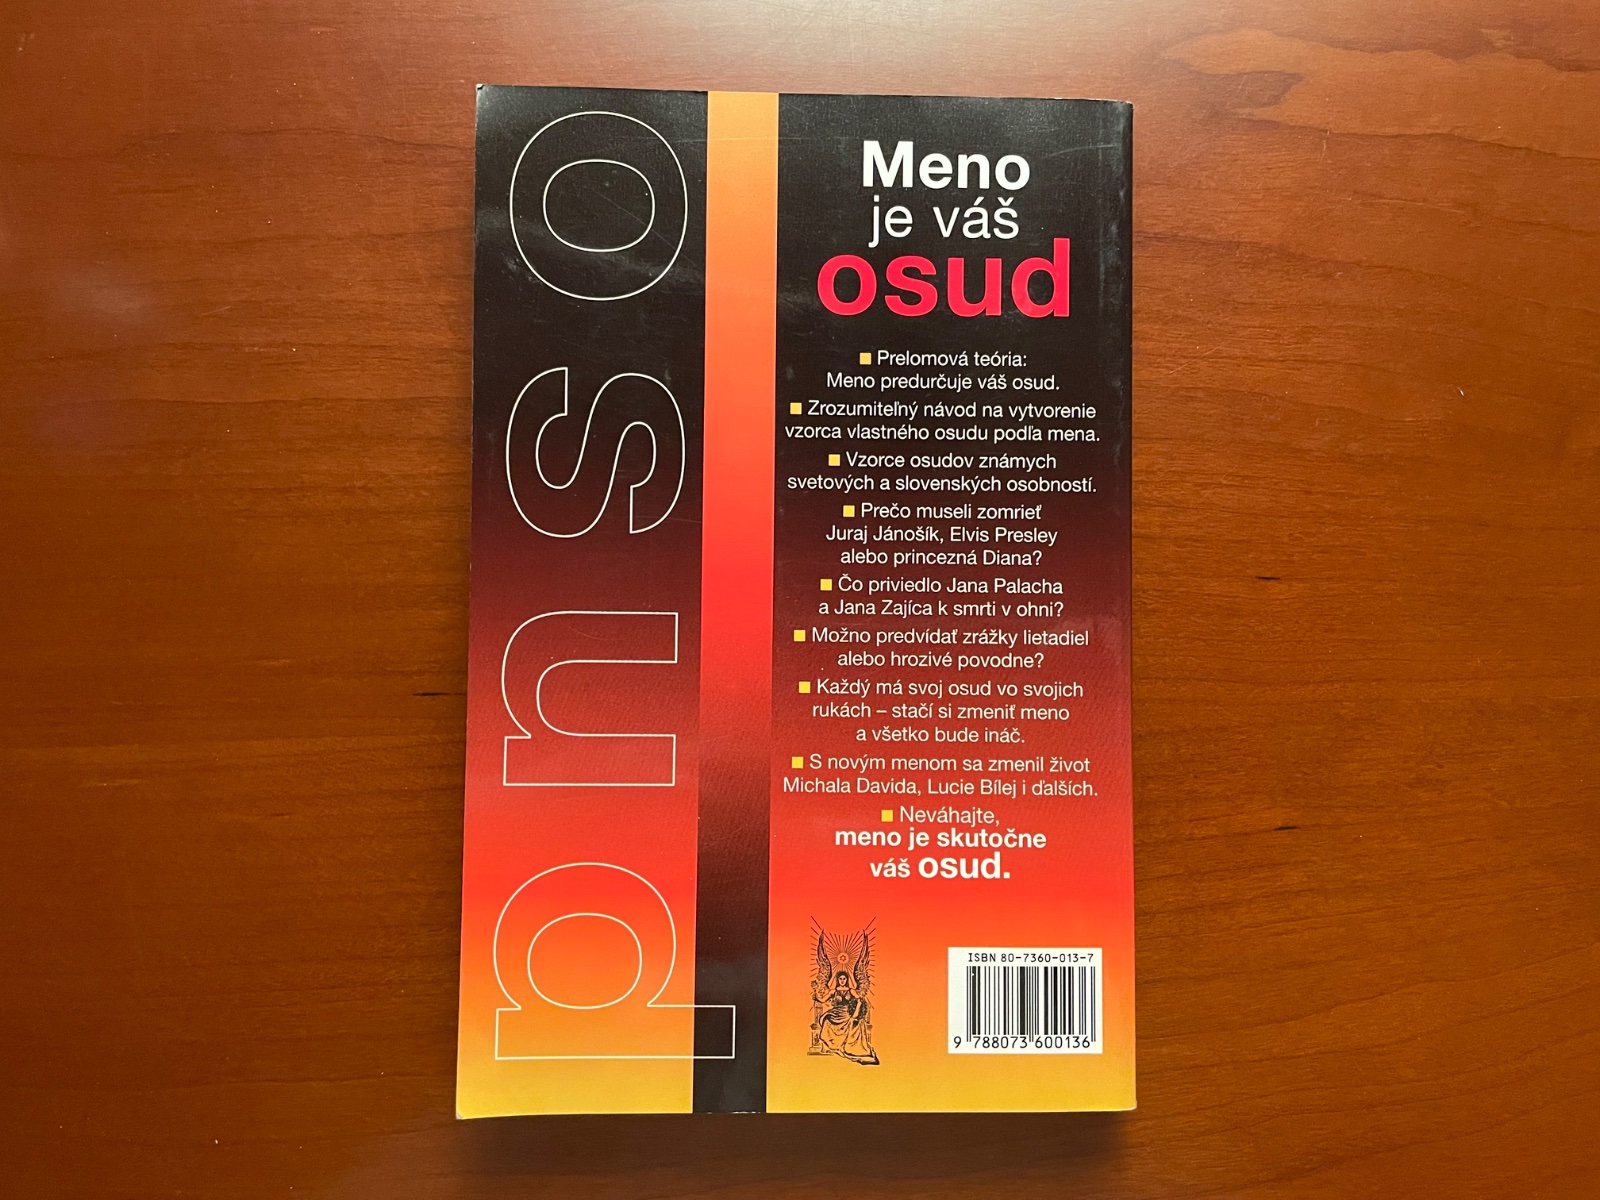 osud
Meno
je váš
osud
■ Prelomová teória:
Meno predurčuje váš osud.
■ Zrozumiteľný návod na vytvorenie
vzorca vlastného osudu podľa mena.
■ Vzorce osudov známych
svetových a slovenských osobností.
■ Prečo museli zomrieť
Juraj Jánošík, Elvis Presley
alebo princezná Diana?
■ Čo priviedlo Jana Palacha
a Jana Zajíca k smrti v ohni?
■ Možno predvídať zrážky lietadiel
alebo hrozivé povodne?
■ Každý má svoj osud vo svojich
rukách – stačí si zmeniť meno
a všetko bude ináč.
■ S novým menom sa zmenil život
Michala Davida, Lucie Bílej i ďalších.
■ Neváhajte,
meno je skutočne
váš osud.
ISBN 80-7360-013-7
9 788073 600136